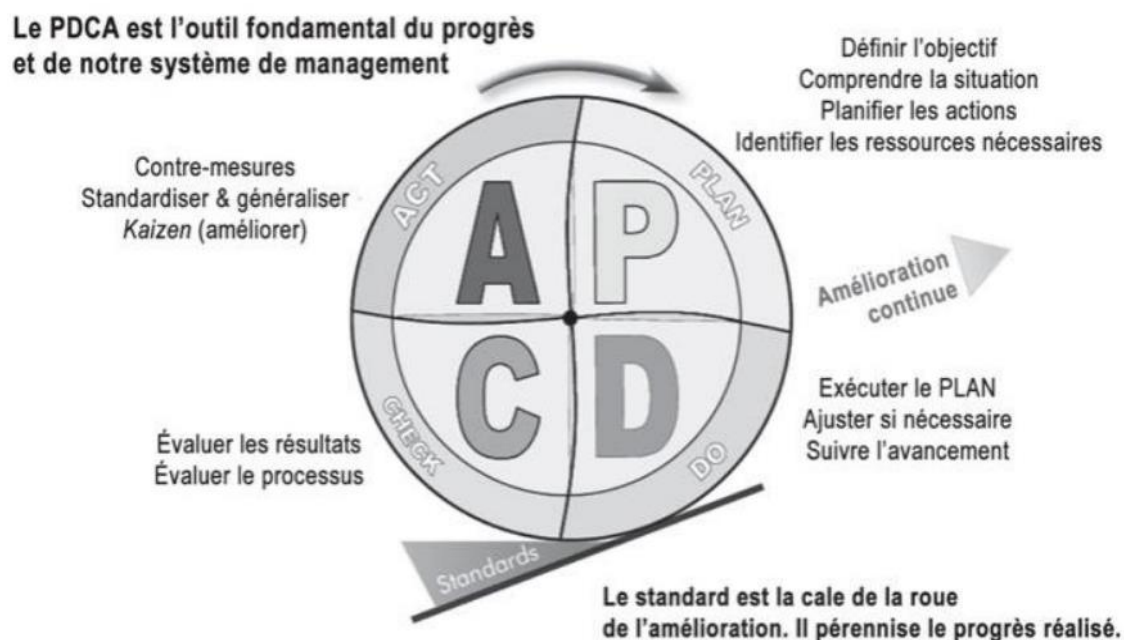 Le PDCA est l’outil fondamental du progrès
et de notre système de management
Définir l’objectif
Comprendre la situation
Planifier les actions
Identifier les ressources nécessaires
Contre-mesures
Standardiser & généraliser
Kaizen (améliorer)
ACT
PLAN
A
P
Amélioration
continue
C
D
CHECK
DO
Exécuter le PLAN
Ajuster si nécessaire
Suivre l’avancement
Évaluer les résultats
Évaluer le processus
Standards
Le standard est la cale de la roue
de l’amélioration. Il pérennise le progrès réalisé.